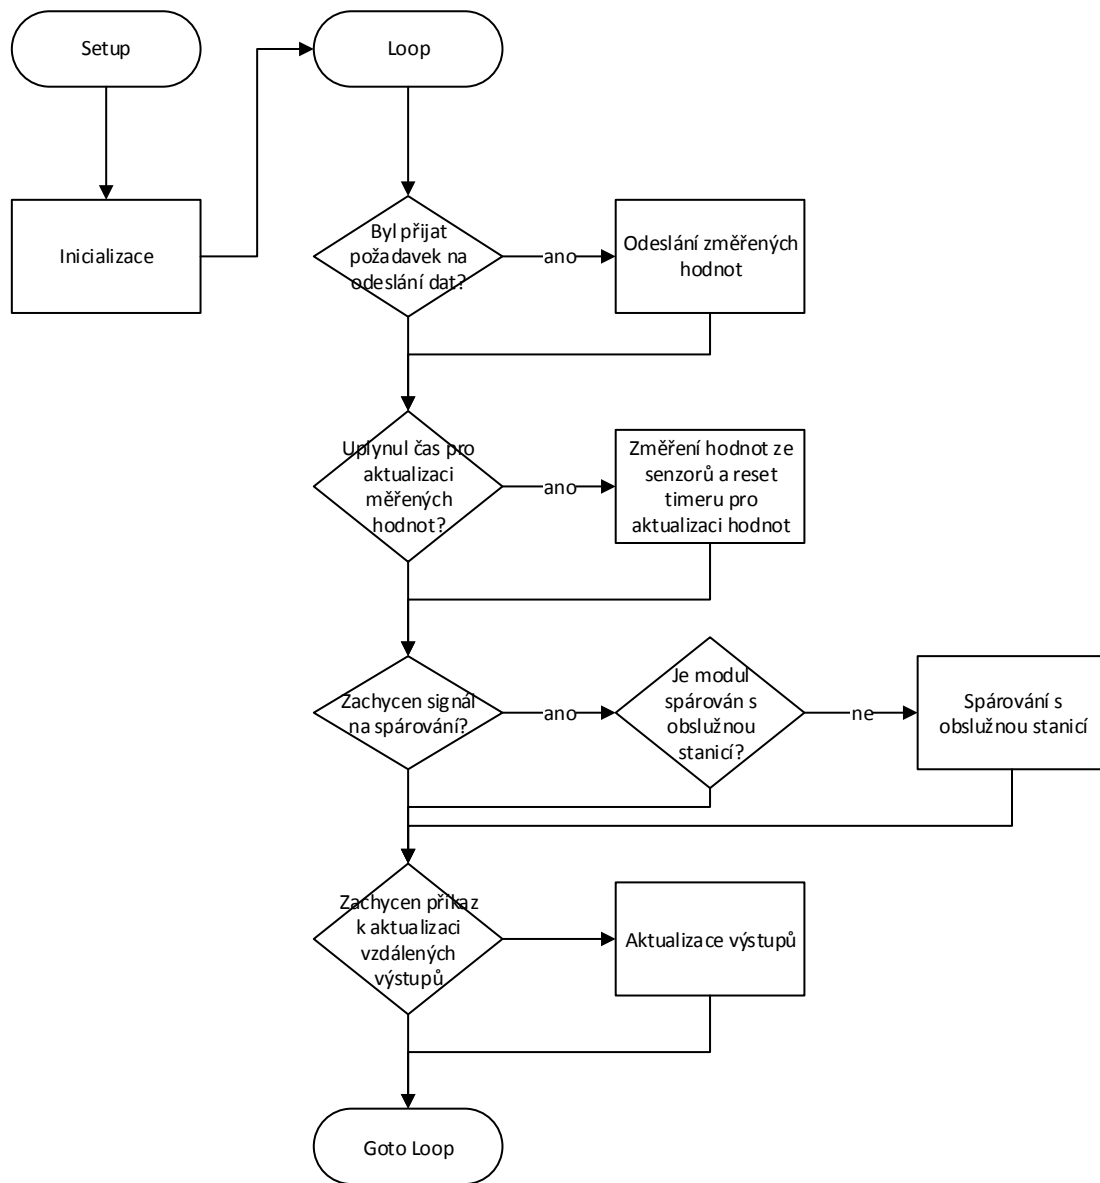 Setup
Loop
Inicializace
Byl přijat
požadavek na
odeslání dat?
ano
Odeslání změřených
hodnot
Uplynul čas pro
aktualizaci
měřených
hodnot?
ano
Změření hodnot ze
senzorů a reset
timeru pro
aktualizaci hodnot
Zachycen signál
na spárování?
ano
Je modul
spárován s
obslužnou
stanicí?
ne
Spárování s
obslužnou stanicí
Zachycen příkaz
k aktualizaci
vzdálených
výstupů
Aktualizace výstupů
Goto Loop